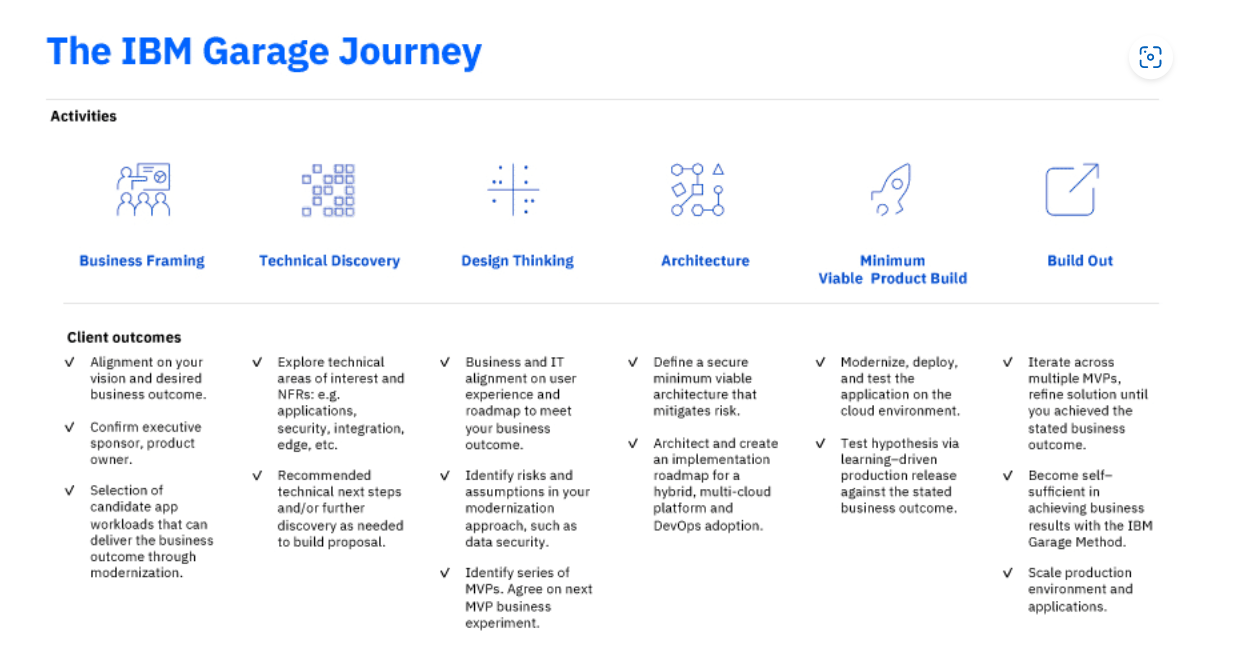 The IBM Garage Journey
Activities
Business Framing
Technical Discovery
Design Thinking
Architecture
Minimum
Viable Product Build
Build Out
Client outcomes
✓ Alignment on your
vision and desired
business outcome.
✓ Confirm executive
sponsor, product
owner.
✓ Selection of
candidate app
workloads that can
deliver the business
outcome through
modernization.
✓ Explore technical
areas of interest and
NFRs: e.g.
applications,
security, integration,
edge, etc.
✓ Recommended
technical next steps
and/or further
discovery as needed
to build proposal.
✓ Business and IT
alignment on user
experience and
roadmap to meet
your business
outcome.
✓ Identify risks and
assumptions in your
modernization
approach, such as
data security.
✓ Identify series of
MVPs. Agree on next
MVP business
experiment.
✓ Define a secure
minimum viable
architecture that
mitigates risk.
✓ Architect and create
an implementation
roadmap for a
hybrid, multi-cloud
platform and
DevOps adoption.
✓ Modernize, deploy,
and test the
application on the
cloud environment.
✓ Test hypothesis via
learning–driven
production release
against the stated
business outcome.
✓ Iterate across
multiple MVPs,
refine solution until
you achieved the
stated business
outcome.
✓ Become self–
sufficient in
achieving business
results with the IBM
Garage Method.
✓ Scale production
environment and
applications.